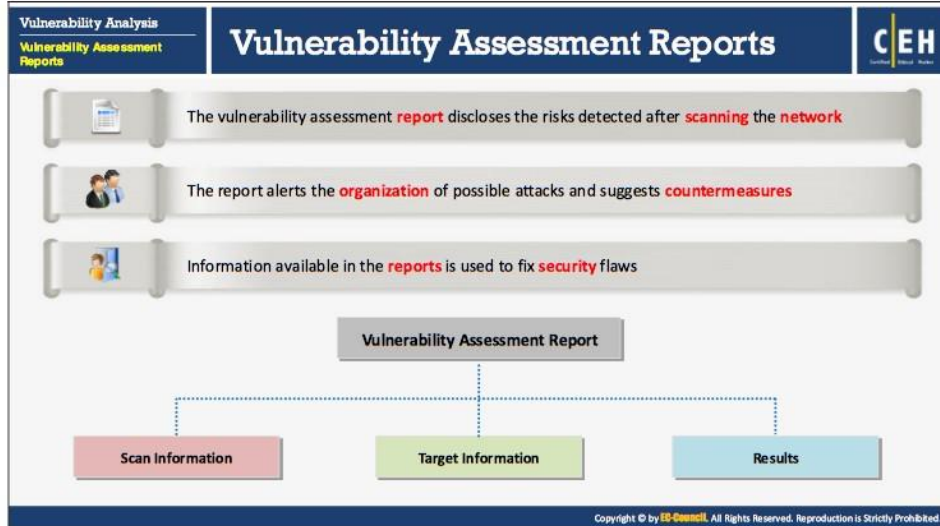 Vulnerability Analysis
Vulnerability Assessment
Reports
Vulnerability Assessment Reports
CEH
Certified Ethical Hacker
The vulnerability assessment report discloses the risks detected after scanning the network
The report alerts the organization of possible attacks and suggests countermeasures
Information available in the reports is used to fix security flaws
Vulnerability Assessment Report
Scan Information
Target Information
Results
Copyright © by EC-Council. All Rights Reserved. Reproduction is Strictly Prohibited